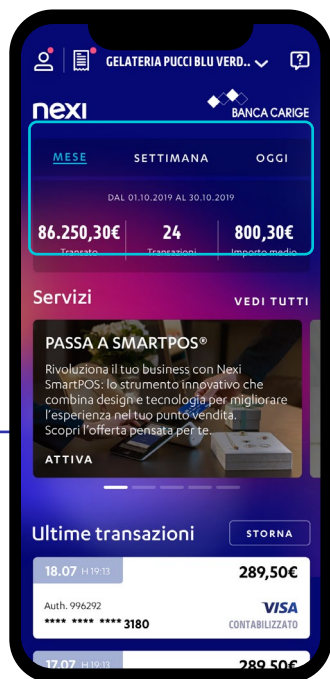 GELATERIA PUCCI BLU VERD..
nexi
BANCA CARIGE
MESE SETTIMANA OGGI
DAL 01.10.2019 AL 30.10.2019
86.250,30€ 24 800,30€
Transato Transazioni Importo medio
Servizi VEDI TUTTI
PASSA A SMARTPOS®
Rivoluziona il tuo business con Nexi
SmartPOS: lo strumento innovativo che
combina design e tecnologia per migliorare
l'esperienza nel tuo punto vendita.
Scopri l'offerta pensata per te.
ATTIVA
Ultime transazioni STORNA
18.07 H 19:13 289,50€
Auth. 996292 VISA
**** **** **** 3180 CONTABILIZZATO
17.07 H 19:13 289,50€